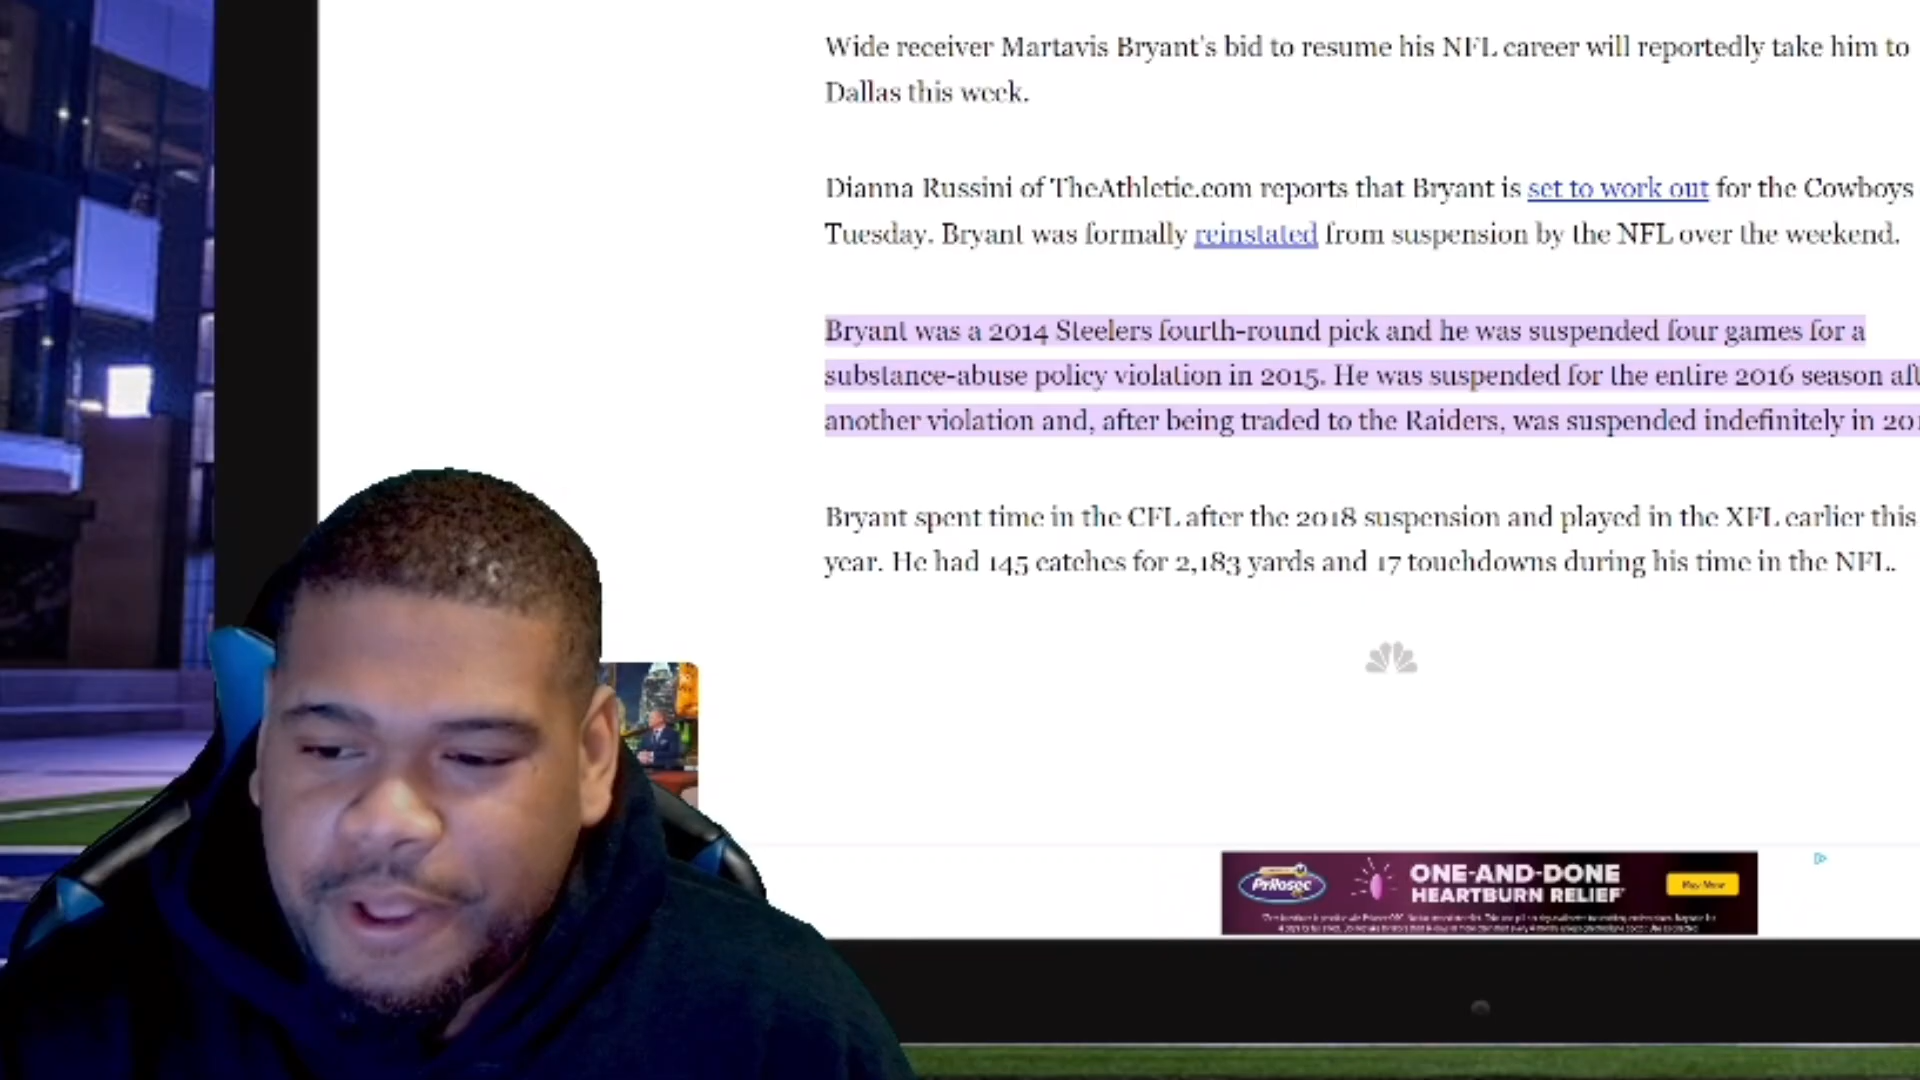 Wide receiver Martavis Bryant's bid to resume his NFL career will reportedly take him to
Dallas this week.
Dianna Russini of TheAthletic.com reports that Bryant is set to work out for the Cowboys
Tuesday. Bryant was formally reinstated from suspension by the NFL over the weekend.
Bryant was a 2014 Steelers fourth-round pick and he was suspended four games for a
substance-abuse policy violation in 2015. He was suspended for the entire 2016 season
another violation and, after being traded to the Raiders, was suspended indefinitely in
Bryant spent time in the CFL after the 2018 suspension and played in the XFL earlier this
year. He had 145 catches for 2,183 yards and 17 touchdowns during his time in the NFL.
Prilosec
ONE-AND-DONE
HEARTBURN RELIEF
Buy Now